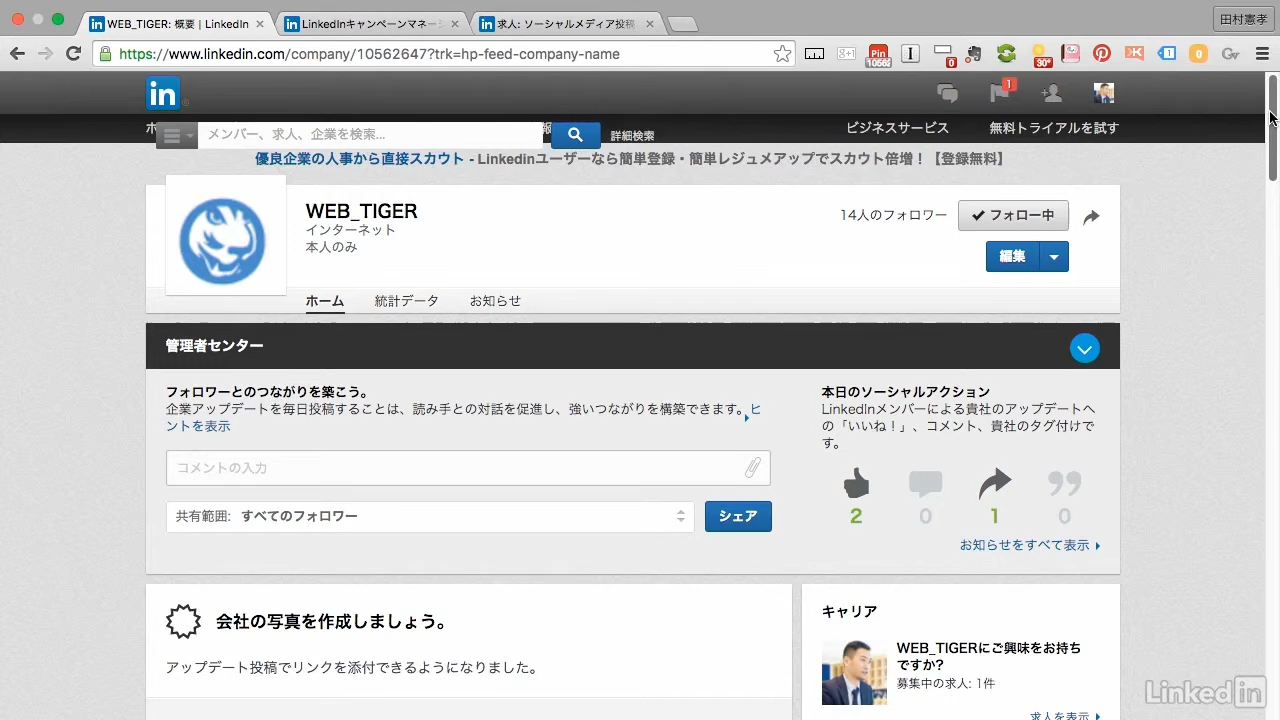 WEB_TIGER: 概要 | LinkedIn
LinkedInキャンペーンマネー
求人: ソーシャルメディア投稿
田村憲孝
https://www.linkedin.com/company/10562647?trk=hp-feed-company-name
Pin
1056
0
30°
1
0
in
1
ホ
メンバー、求人、企業を検索...
報
詳細検索
ビジネスサービス
無料トライアルを試す
優良企業の人事から直接スカウト - Linkedinユーザーなら簡単登録・簡単レジュメアップでスカウト倍増！【登録無料】
WEB_TIGER
インターネット
本人のみ
14人のフォロワー
フォロー中
編集
ホーム
統計データ
お知らせ
管理者センター
フォロワーとのつながりを築こう。
企業アップデートを毎日投稿することは、読み手との対話を促進し、強いつながりを構築できます。 ヒ
ントを表示
コメントの入力
共有範囲: すべてのフォロワー
シェア
本日のソーシャルアクション
LinkedInメンバーによる貴社のアップデートへ
の「いいね！」、コメント、貴社のタグ付けで
す。
2
0
1
0
お知らせをすべて表示
会社の写真を作成しましょう。
アップデート投稿でリンクを添付できるようになりました。
キャリア
WEB_TIGERにご興味をお持ち
ですか?
募集中の求人: 1件
求人を表示
Linkedin